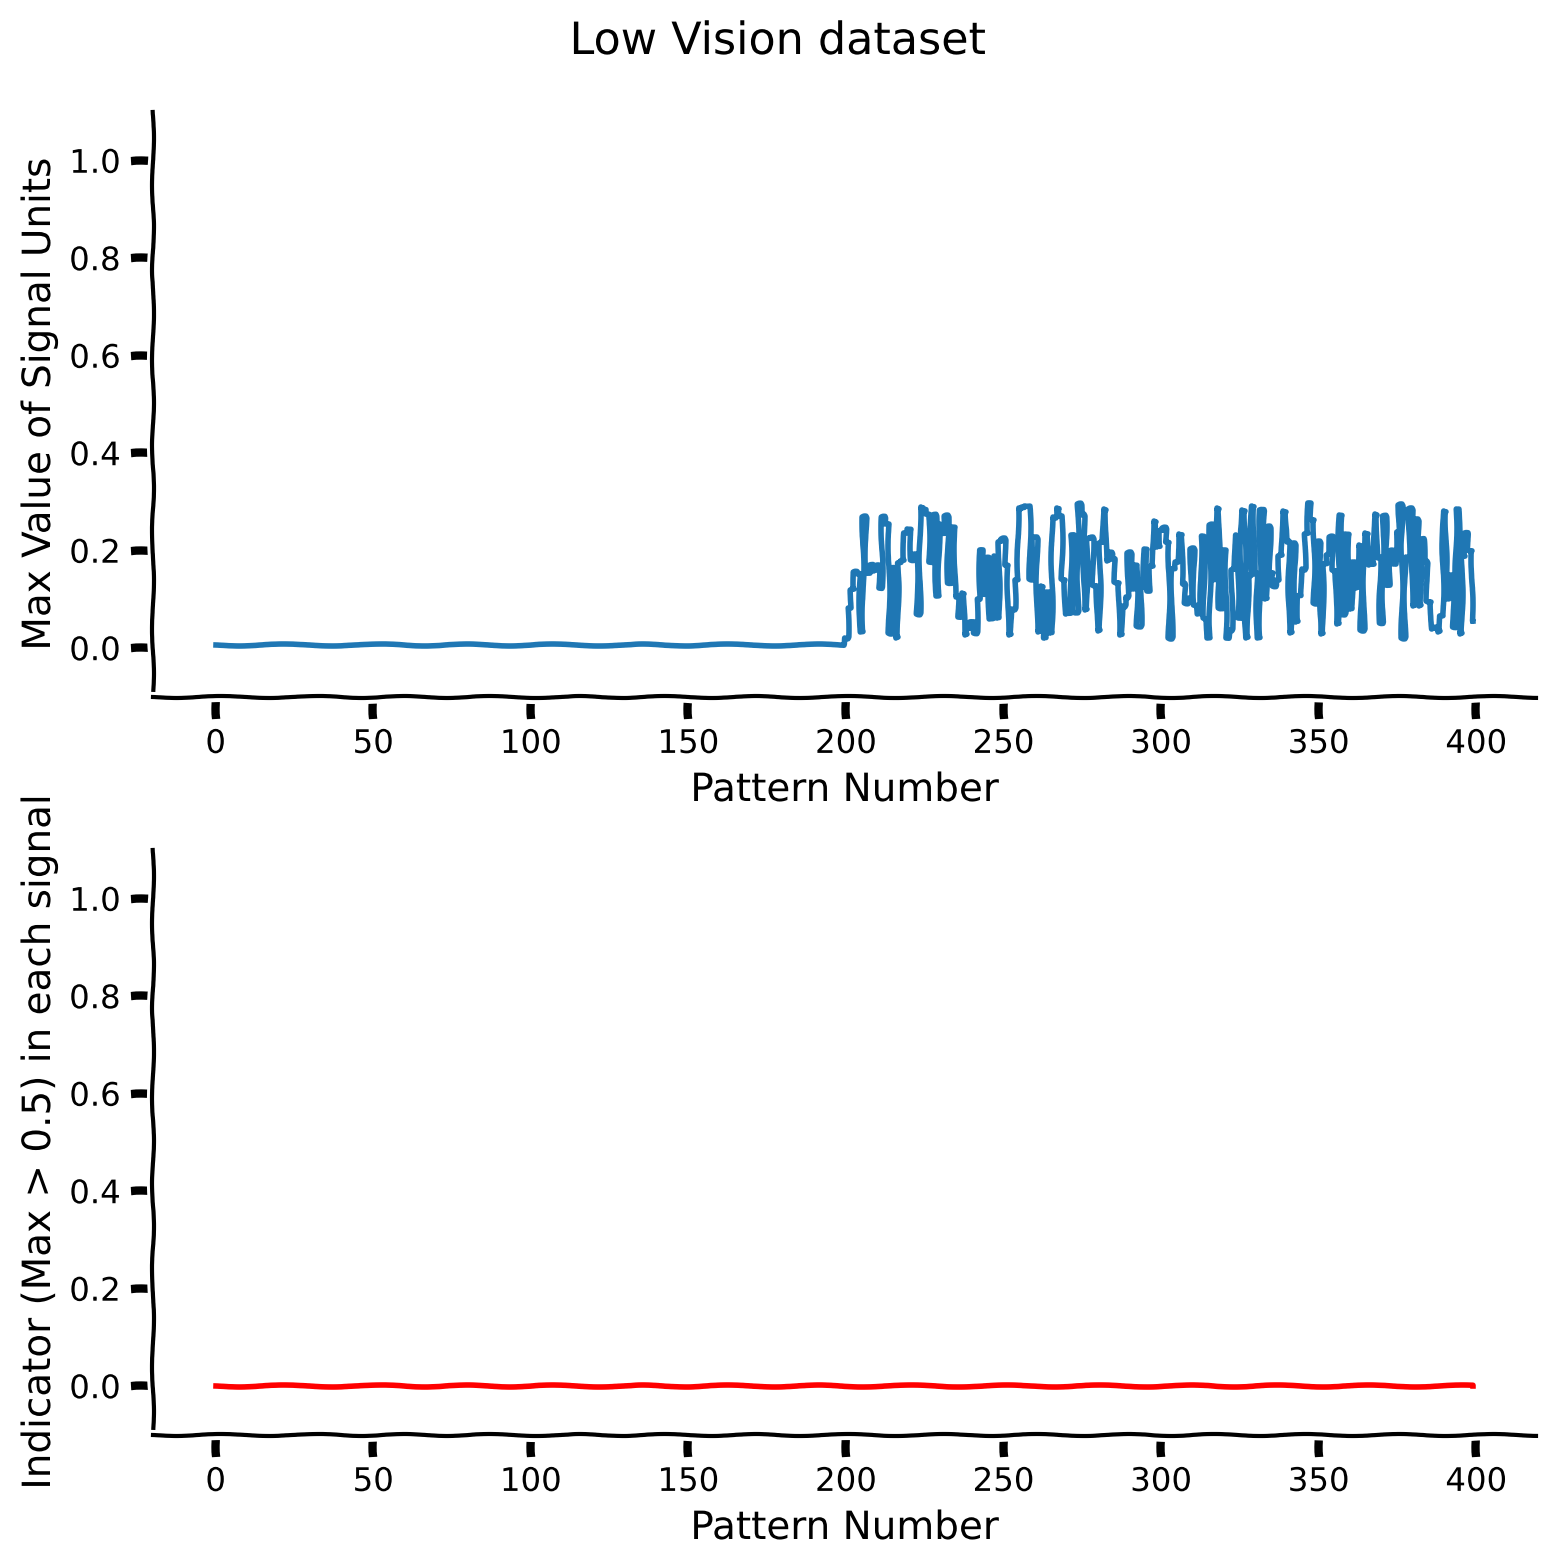 Low Vision dataset
Max Value of Signal Units
1.0
0.8
0.6
0.4
0.2
0.0
0 50 100 150 200 250 300 350 400
Pattern Number
Indicator (Max > 0.5) in each signal
1.0
0.8
0.6
0.4
0.2
0.0
0 50 100 150 200 250 300 350 400
Pattern Number